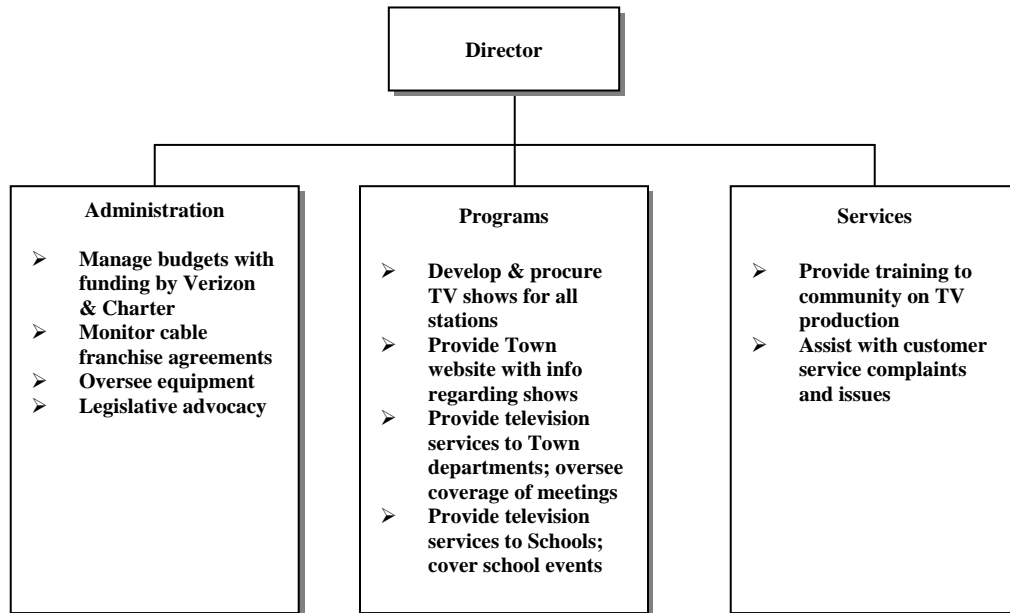 Director
Administration
➢ Manage budgets with
funding by Verizon
& Charter
➢ Monitor cable
franchise agreements
➢ Oversee equipment
➢ Legislative advocacy
Programs
➢ Develop & procure
TV shows for all
stations
➢ Provide Town
website with info
regarding shows
➢ Provide television
services to Town
departments; oversee
coverage of meetings
➢ Provide television
services to Schools;
cover school events
Services
➢ Provide training to
community on TV
production
➢ Assist with customer
service complaints
and issues